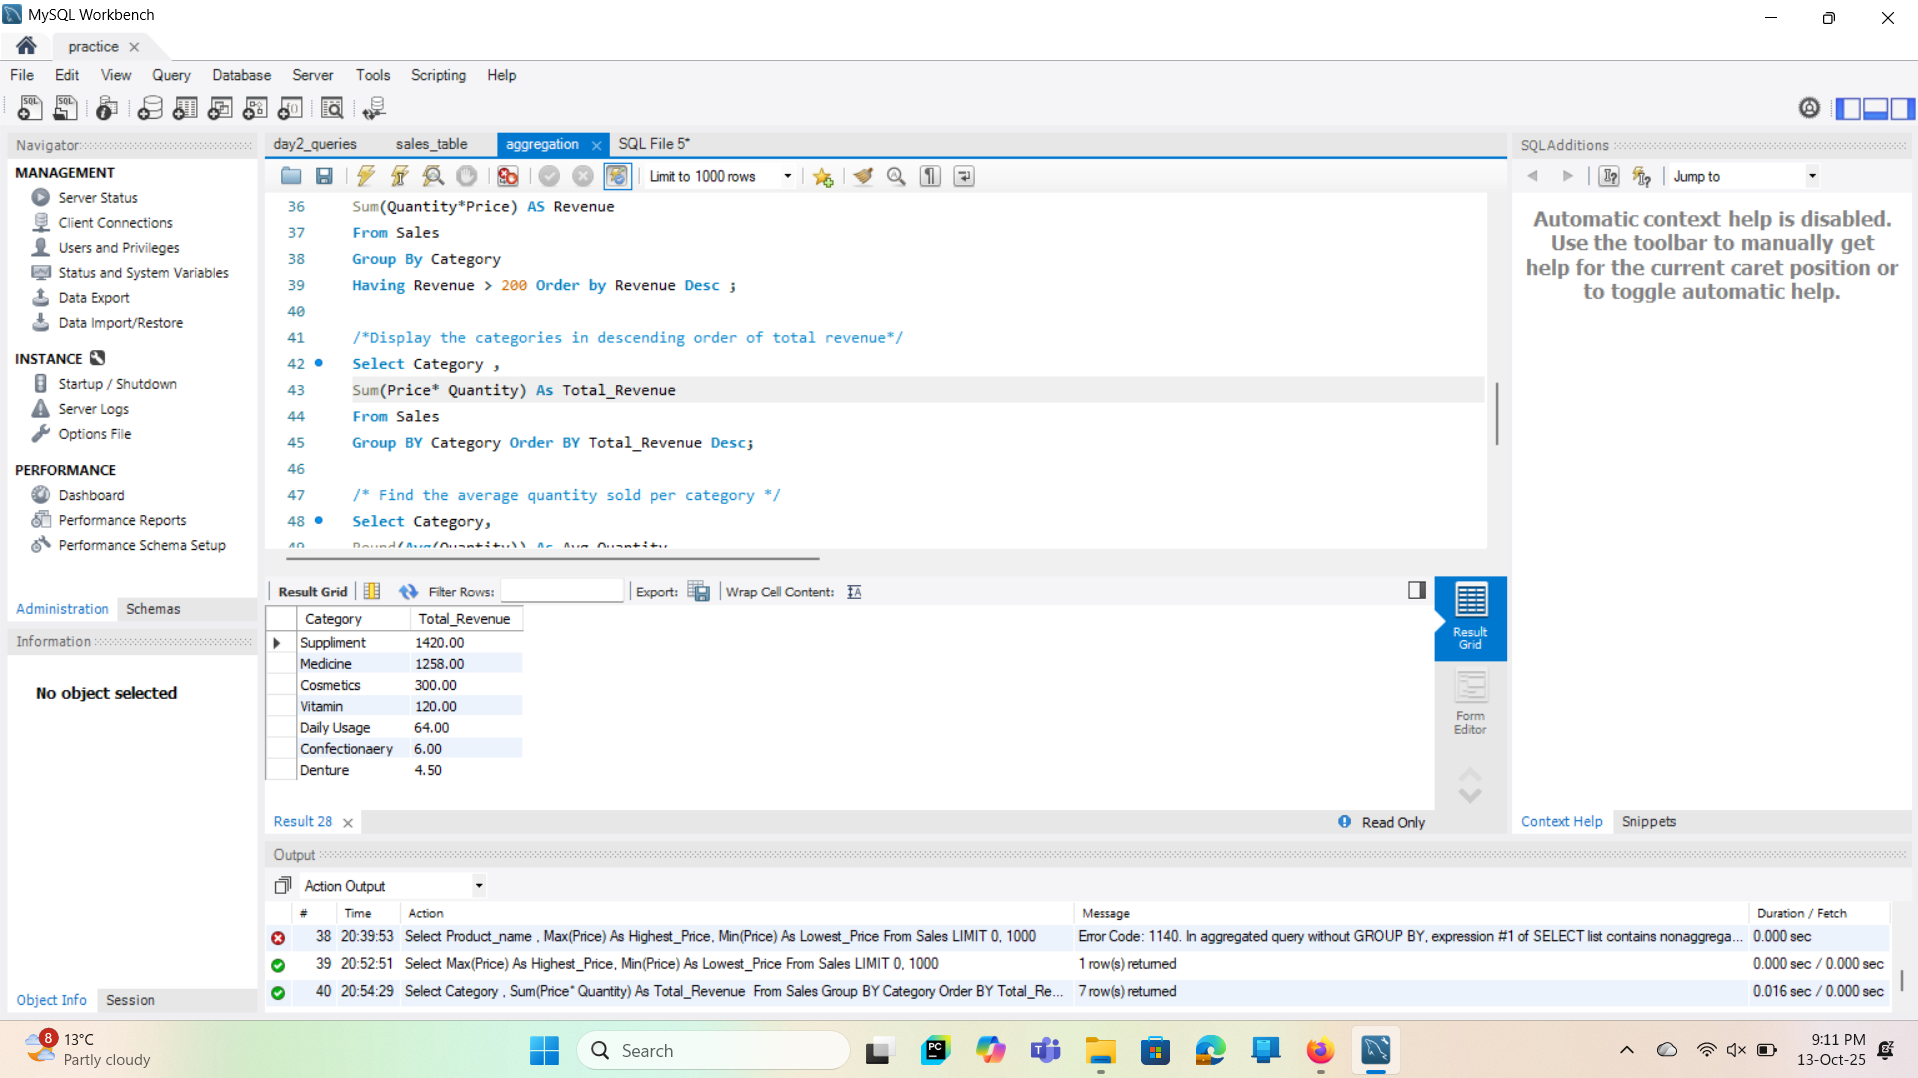 MySQL Workbench
practice
File Edit View Query Database Server Tools Scripting Help
Navigator
MANAGEMENT
Server Status
Client Connections
Users and Privileges
Status and System Variables
Data Export
Data Import/Restore
INSTANCE
Startup / Shutdown
Server Logs
Options File
PERFORMANCE
Dashboard
Performance Reports
Performance Schema Setup
Administration Schemas
Information
No object selected
Object Info Session
day2_queries sales_table aggregation SQL File 5*
Limit to 1000 rows
36 Sum(Quantity*Price) AS Revenue
37 From Sales
38 Group By Category
39 Having Revenue > 200 Order by Revenue Desc ;
40
41 /*Display the categories in descending order of total revenue*/
42 Select Category ,
43 Sum(Price* Quantity) As Total_Revenue
44 From Sales
45 Group BY Category Order BY Total_Revenue Desc;
46
47 /* Find the average quantity sold per category */
48 Select Category,
49 Round(Avg(Quantity)) As Avg_Quantity
Result Grid Filter Rows: Export: Wrap Cell Content:
Category Total_Revenue
Suppliment 1420.00
Medicine 1258.00
Cosmetics 300.00
Vitamin 120.00
Daily Usage 64.00
Confectionaery 6.00
Denture 4.50
Result Grid
Form Editor
Result 28 Read Only
SQLAdditions
Jump to
Automatic context help is disabled.
Use the toolbar to manually get
help for the current caret position or
to toggle automatic help.
Context Help Snippets
Output
Action Output
# Time Action Message Duration / Fetch
38 20:39:53 Select Product_name , Max(Price) As Highest_Price, Min(Price) As Lowest_Price From Sales LIMIT 0, 1000 Error Code: 1140. In aggregated query without GROUP BY, expression #1 of SELECT list contains nonaggrega... 0.000 sec
39 20:52:51 Select Max(Price) As Highest_Price, Min(Price) As Lowest_Price From Sales LIMIT 0, 1000 1 row(s) returned 0.000 sec / 0.000 sec
40 20:54:29 Select Category , Sum(Price* Quantity) As Total_Revenue From Sales Group BY Category Order BY Total_Re... 7 row(s) returned 0.016 sec / 0.000 sec
8
13°C
Partly cloudy
Search
9:11 PM
13-Oct-25